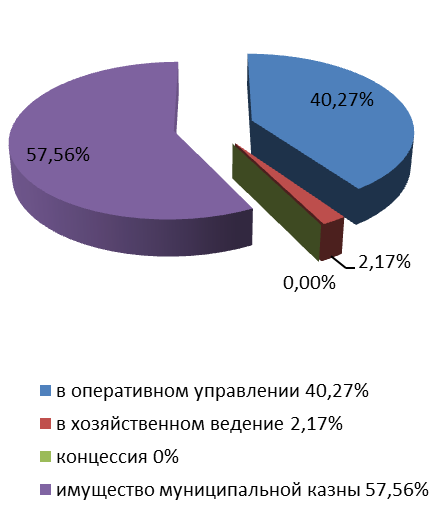 40,27%
57,56%
2,17%
0,00%
в оперативном управлении 40,27%
в хозяйственном ведение 2,17%
концессия 0%
имущество муниципальной казны 57,56%